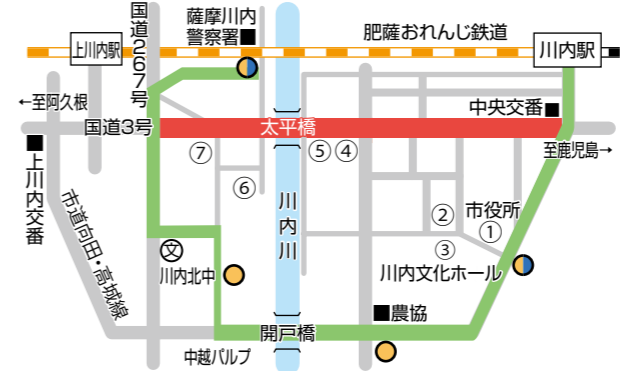 国道267号
薩摩川内
警察署■
肥薩おれんじ鉄道
上川内駅
川内駅
←至阿久根
国道3号
太平橋
中央交番■
至鹿児島→
■上川内交番
⑦
⑤④
⑥
川内川
市道向田・高城線
②
市役所
①
③
文
川内北中
川内文化ホール
■農協
開戸橋
中越パルプ